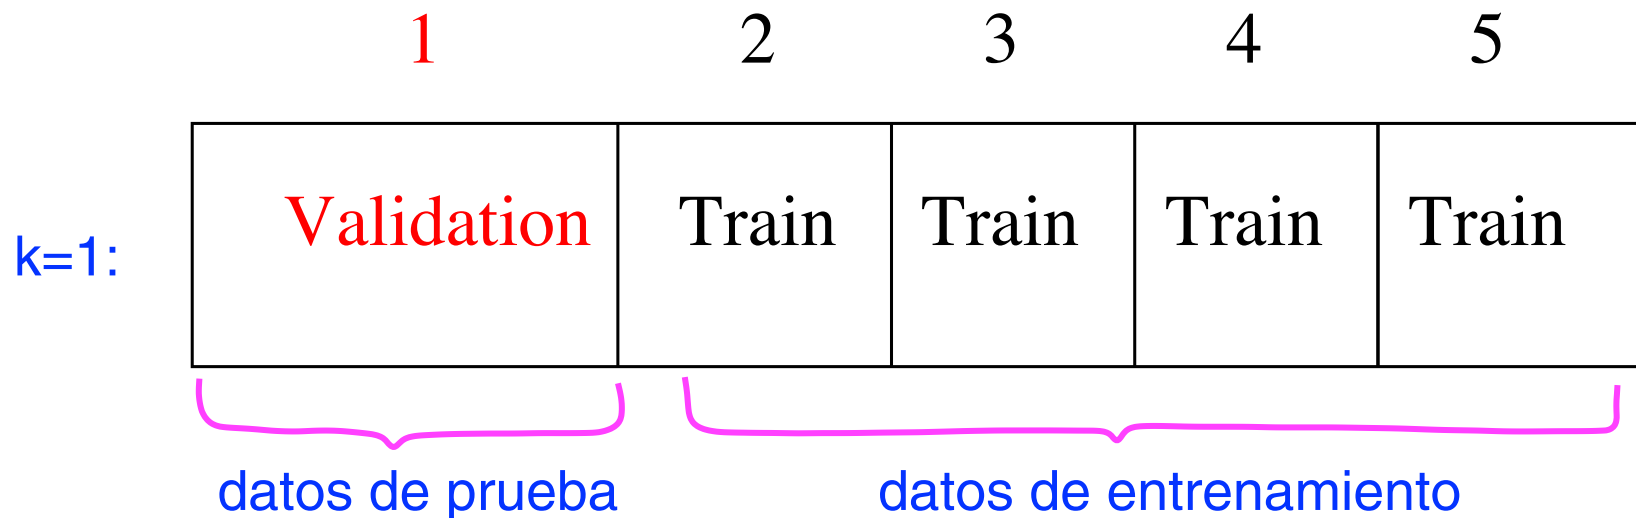 1 2 3 4 5
k=1: Validation Train Train Train Train
datos de prueba datos de entrenamiento